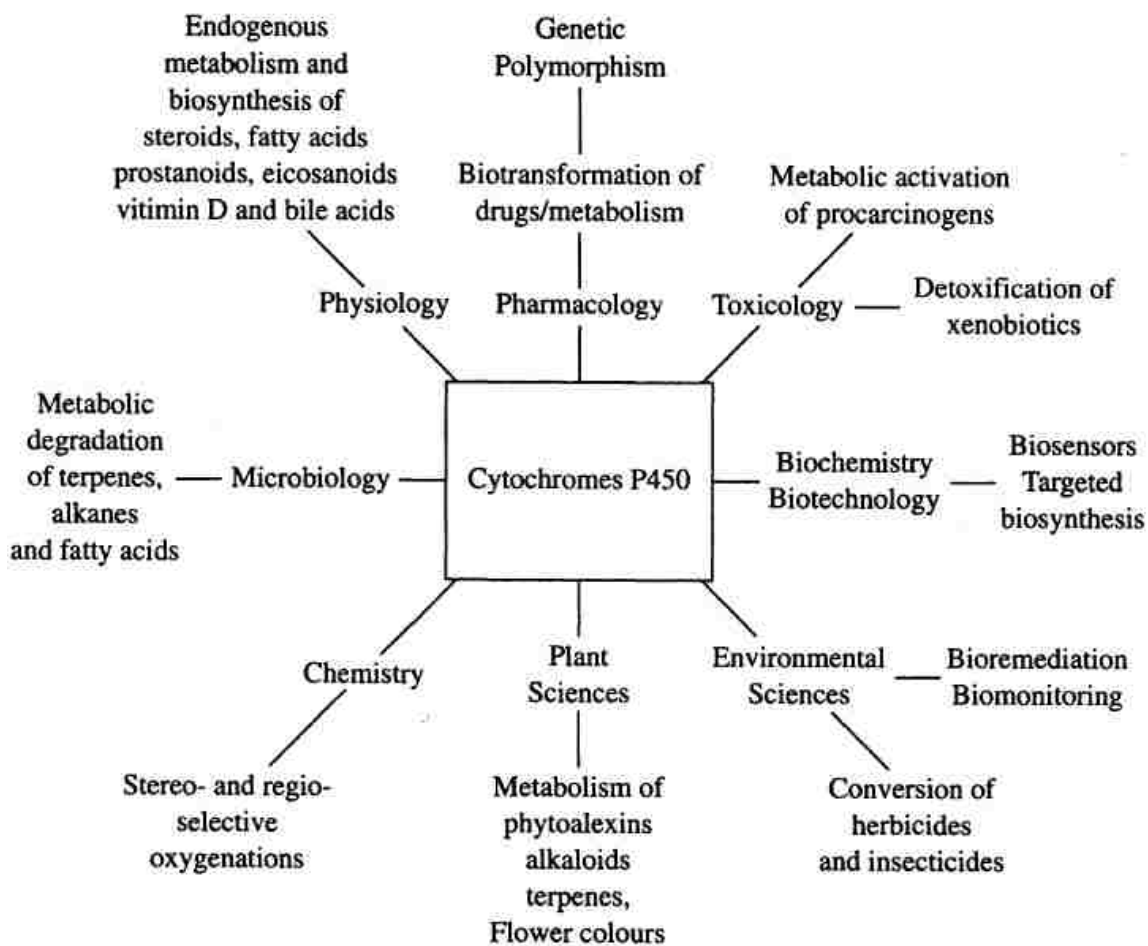 Endogenous
metabolism and
biosynthesis of
steroids, fatty acids
prostanoids, eicosanoids
vitimin D and bile acids
Genetic
Polymorphism
Biotransformation of
drugs/metabolism
Metabolic activation
of procarcinogens
Physiology
Pharmacology
Toxicology
Detoxification of
xenobiotics
Metabolic
degradation
of terpenes,
alkanes
and fatty acids
Microbiology
Cytochromes P450
Biochemistry
Biotechnology
Biosensors
Targeted
biosynthesis
Chemistry
Plant
Sciences
Environmental
Sciences
Bioremediation
Biomonitoring
Stereo- and regio-
selective
oxygenations
Metabolism of
phytoalexins
alkaloids
terpenes,
Flower colours
Conversion of
herbicides
and insecticides